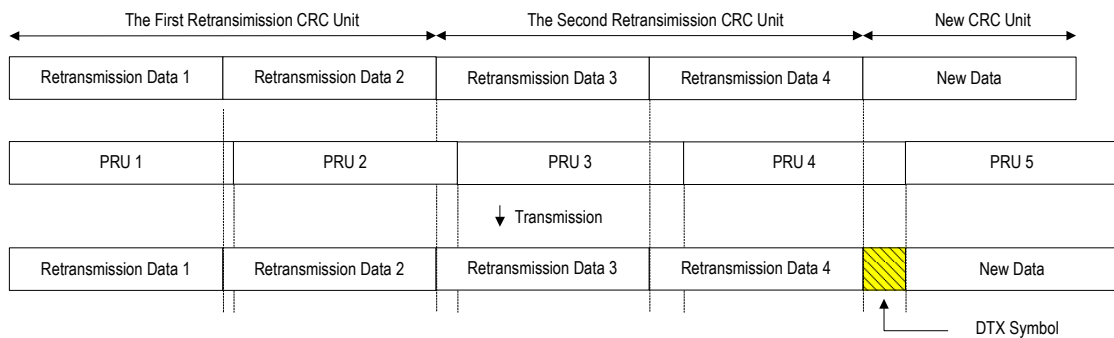 The First Retransimission CRC Unit
The Second Retransimission CRC Unit
New CRC Unit
Retransmission Data 1
Retransmission Data 2
Retransmission Data 3
Retransmission Data 4
New Data
PRU 1
PRU 2
PRU 3
PRU 4
PRU 5
Transmission
Retransmission Data 1
Retransmission Data 2
Retransmission Data 3
Retransmission Data 4
New Data
DTX Symbol